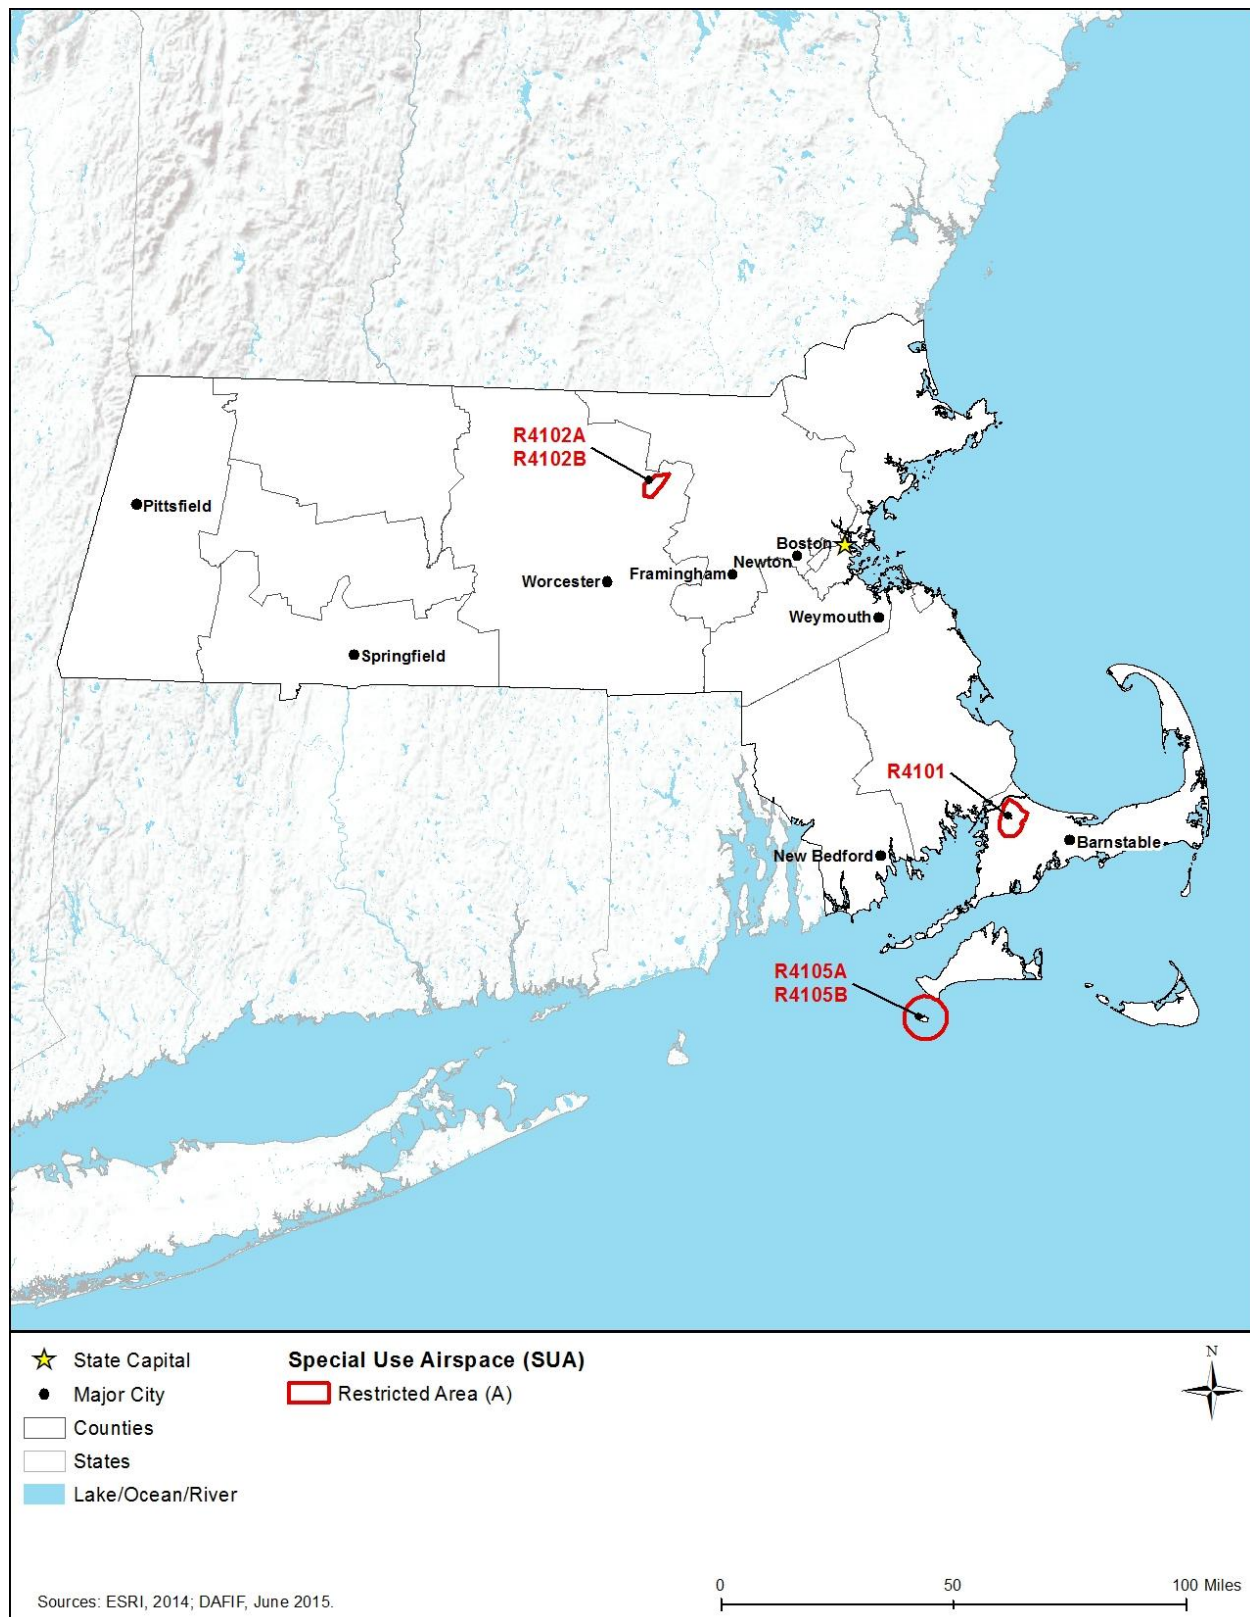 R4102A
R4102B
Pittsfield
Boston
Newton
Framingham
Worcester
Weymouth
Springfield
R4101
Barnstable
New Bedford
R4105A
R4105B
State Capital
Major City
Counties
States
Lake/Ocean/River
Special Use Airspace (SUA)
Restricted Area (A)
N
Sources: ESRI, 2014; DAFIF, June 2015.
0 50 100 Miles